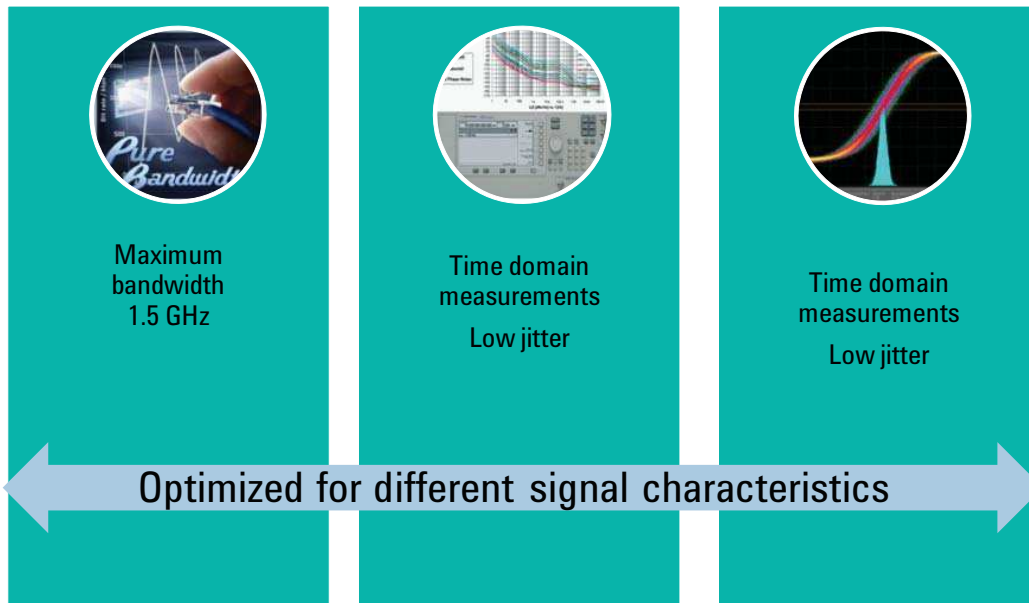 Pure
Bandwidt
Maximum
bandwidth
1.5 GHz
Time domain
measurements
Low jitter
Time domain
measurements
Low jitter
Optimized for different signal characteristics